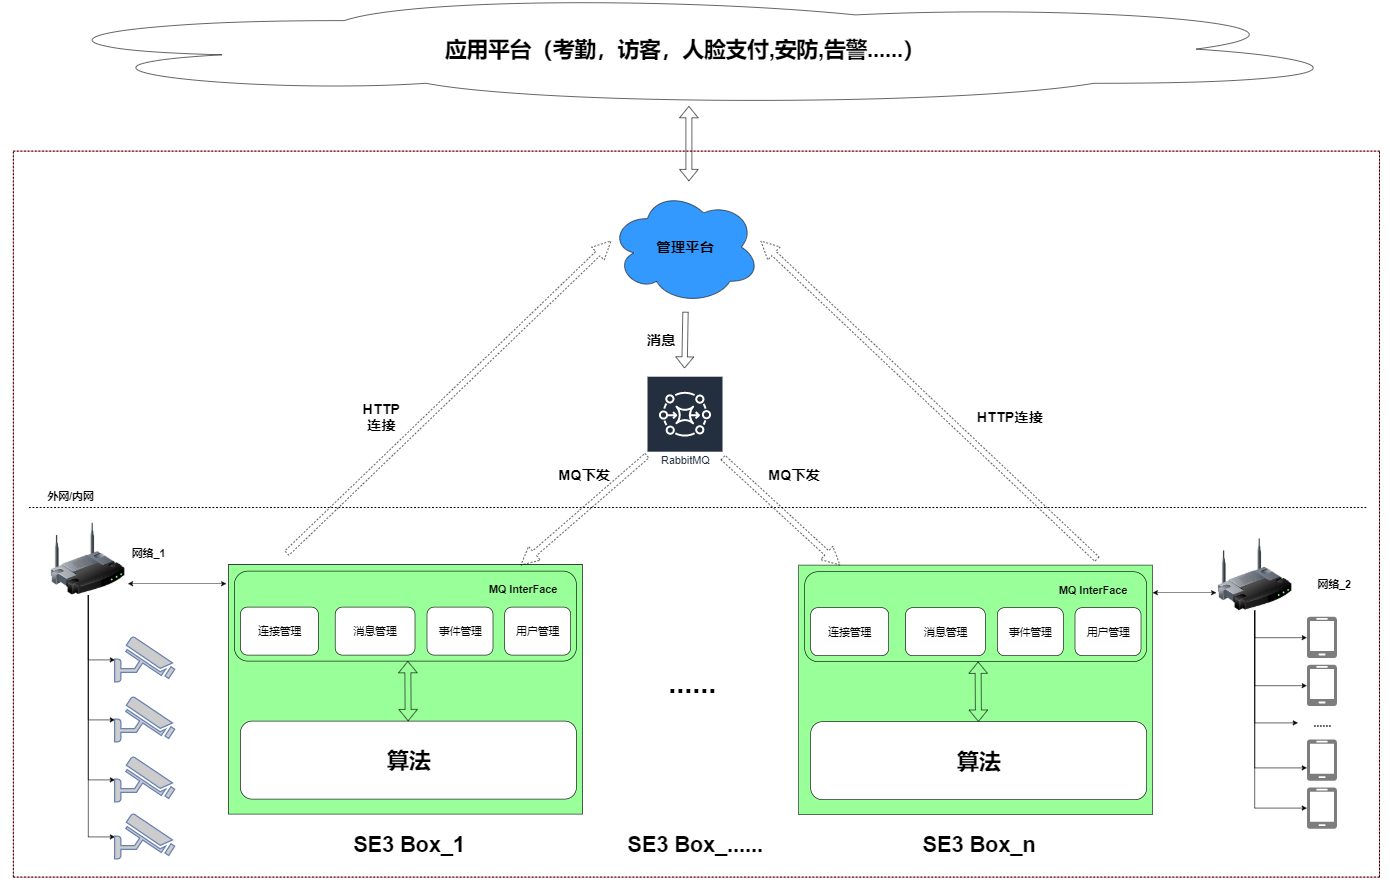 应用平台（考勤，访客，人脸支付,安防,告警......）
管理平台
消息
HTTP
连接
HTTP连接
RabbitMQ
MQ下发
MQ下发
外网/内网
网络_1
MQ InterFace
连接管理
消息管理
事件管理
用户管理
算法
SE3 Box_1
......
SE3 Box_......
MQ InterFace
连接管理
消息管理
事件管理
用户管理
算法
SE3 Box_n
网络_2
......